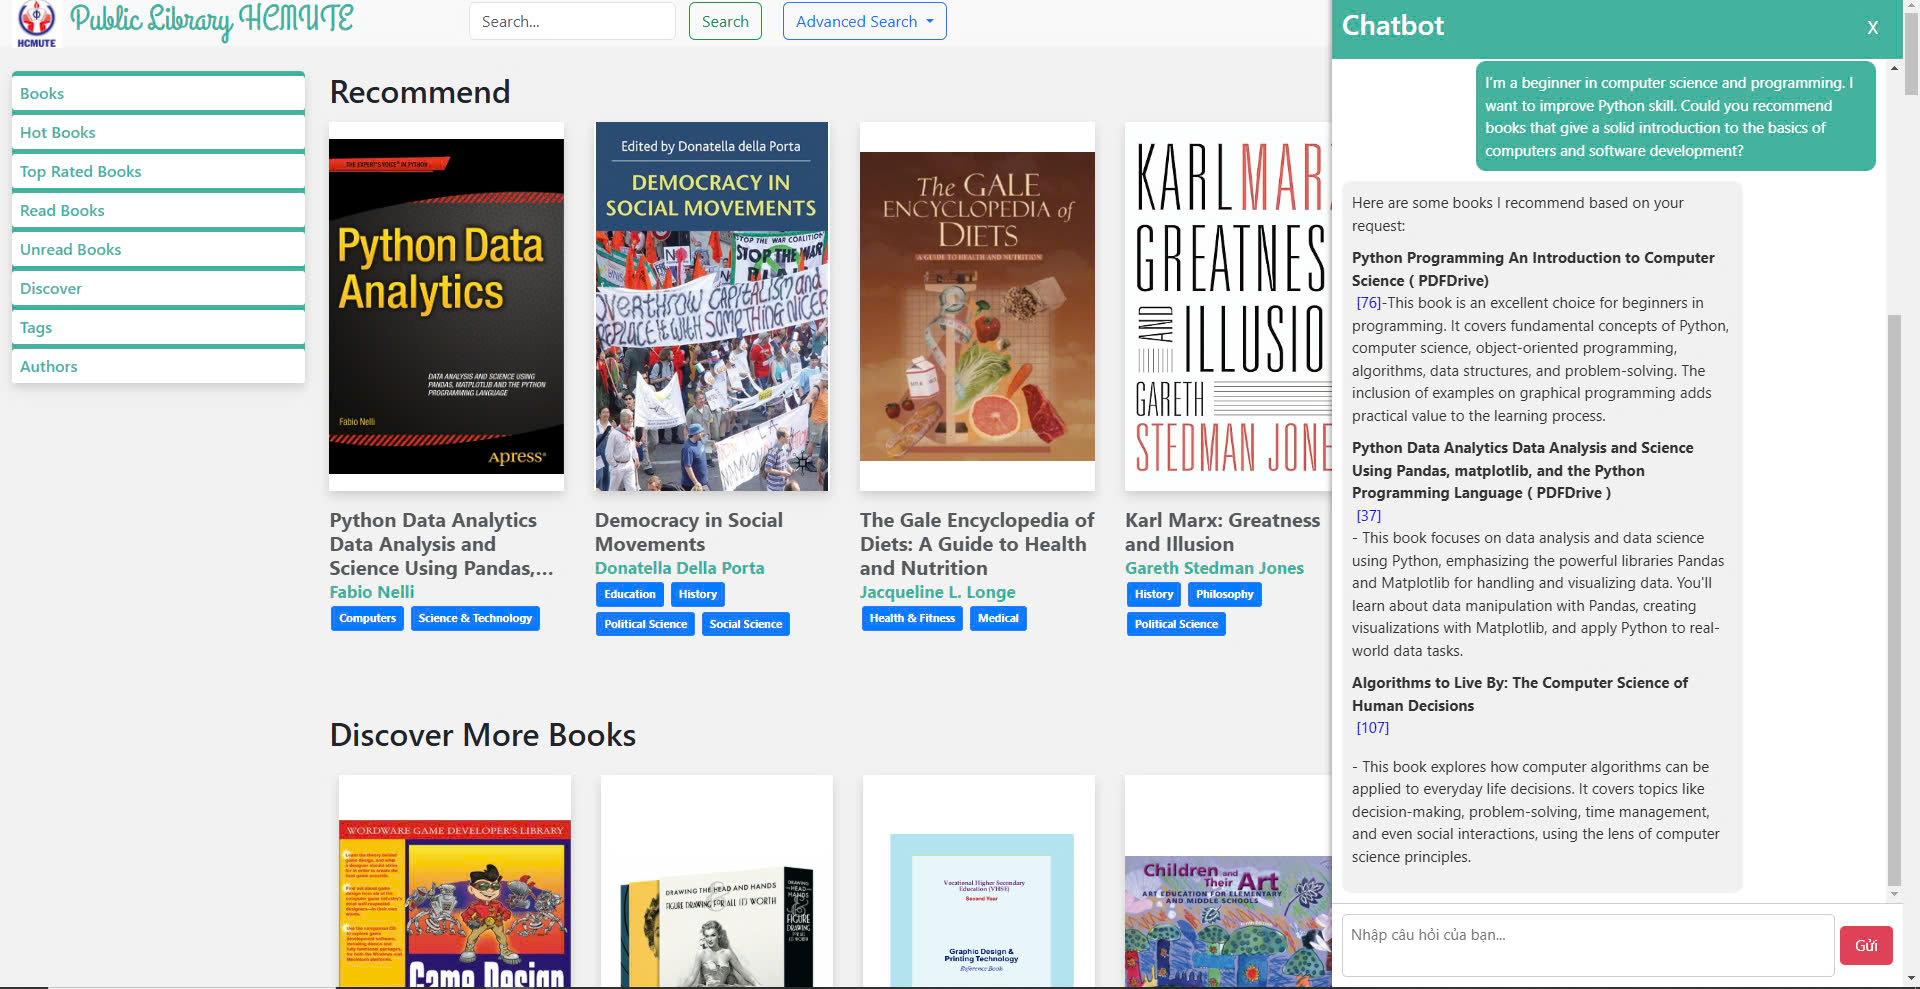 HCMUTE
Public Library HCMUTE
Search...
Search
Advanced Search
Books
Hot Books
Top Rated Books
Read Books
Unread Books
Discover
Tags
Authors
Recommend
THE EXPERT'S VOICE IN PYTHON
Python Data
Analytics
DATA ANALYSIS AND SCIENCE USING
PANDAS, MATPLOTLIB AND THE PYTHON
PROGRAMMING LANGUAGE
Fabio Nelli
Apress
Python Data Analytics
Data Analysis and
Science Using Pandas,...
Fabio Nelli
Computers
Science & Technology
Edited by Donatella della Porta
DEMOCRACY IN
SOCIAL MOVEMENTS
STOP THE WAR COALITION
STOP THE WAR
OVERTHROW CAPITALISM and
REPLACE IT WITH SOMETHING NICER
Democracy in Social
Movements
Donatella Della Porta
Education
History
Political Science
Social Science
The GALE
ENCYCLOPEDIA of
DIETS
A GUIDE TO HEALTH AND NUTRITION
The Gale Encyclopedia of
Diets: A Guide to Health
and Nutrition
Jacqueline L. Longe
Health & Fitness
Medical
KARL MAR
GREATNES
AND
ILLUSIO
GARETH
STEDMAN JONE
Karl Marx: Greatness
and Illusion
Gareth Stedman Jones
History
Philosophy
Political Science
Discover More Books
WORDWARE GAME DEVELOPER'S LIBRARY
Game Design
DRAWING THE HEAD AND HANDS
FIGURE DRAWING FOR ALL IT'S WORTH
Vocational Higher Secondary
Education (VHSE)
Second Year
Graphic Design &
Printing Technology
Reference Book
Children and
Their Art
ART EDUCATION FOR ELEMENTARY
AND MIDDLE SCHOOLS
Chatbot
X
I'm a beginner in computer science and programming. I
want to improve Python skill. Could you recommend
books that give a solid introduction to the basics of
computers and software development?
Here are some books I recommend based on your
request:
Python Programming An Introduction to Computer
Science ( PDFDrive)
[76]-This book is an excellent choice for beginners in
programming. It covers fundamental concepts of Python,
computer science, object-oriented programming,
algorithms, data structures, and problem-solving. The
inclusion of examples on graphical programming adds
practical value to the learning process.
Python Data Analytics Data Analysis and Science
Using Pandas, matplotlib, and the Python
Programming Language ( PDFDrive )
[37]
- This book focuses on data analysis and data science
using Python, emphasizing the powerful libraries Pandas
and Matplotlib for handling and visualizing data. You'll
learn about data manipulation with Pandas, creating
visualizations with Matplotlib, and apply Python to real-
world data tasks.
Algorithms to Live By: The Computer Science of
Human Decisions
[107]
- This book explores how computer algorithms can be
applied to everyday life decisions. It covers topics like
decision-making, problem-solving, time management,
and even social interactions, using the lens of computer
science principles.
Nhập câu hỏi của bạn...
Gửi